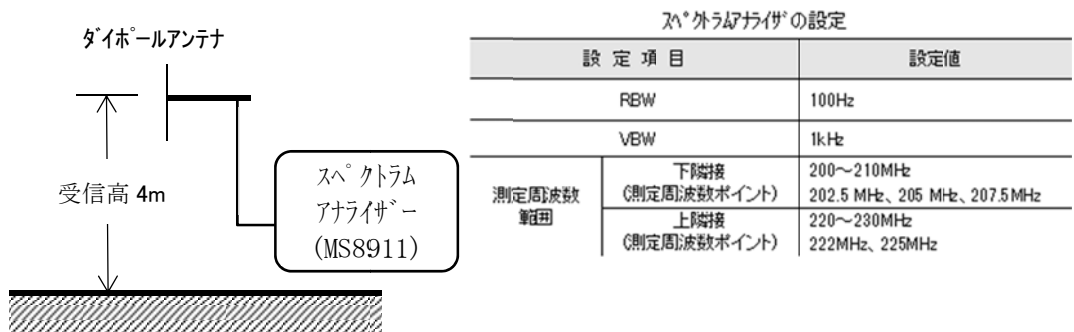 ﾀﾞｲﾎﾟｰﾙｱﾝﾃﾅ
受信高 4m
ｽﾍﾟｸﾄﾗﾑ
ｱﾅﾗｲｻﾞｰ
(MS8911)
ｽﾍﾟｸﾄﾗﾑｱﾅﾗｲｻﾞの設定
設 定 項 目 設定値
RBW 100Hz
VBW 1kHz
測定周波数
範囲
下隣接 200～210MHz
(測定周波数ポイント) 202.5 MHz、205 MHz、207.5MHz
上隣接 220～230MHz
(測定周波数ポイント) 222MHz、225MHz